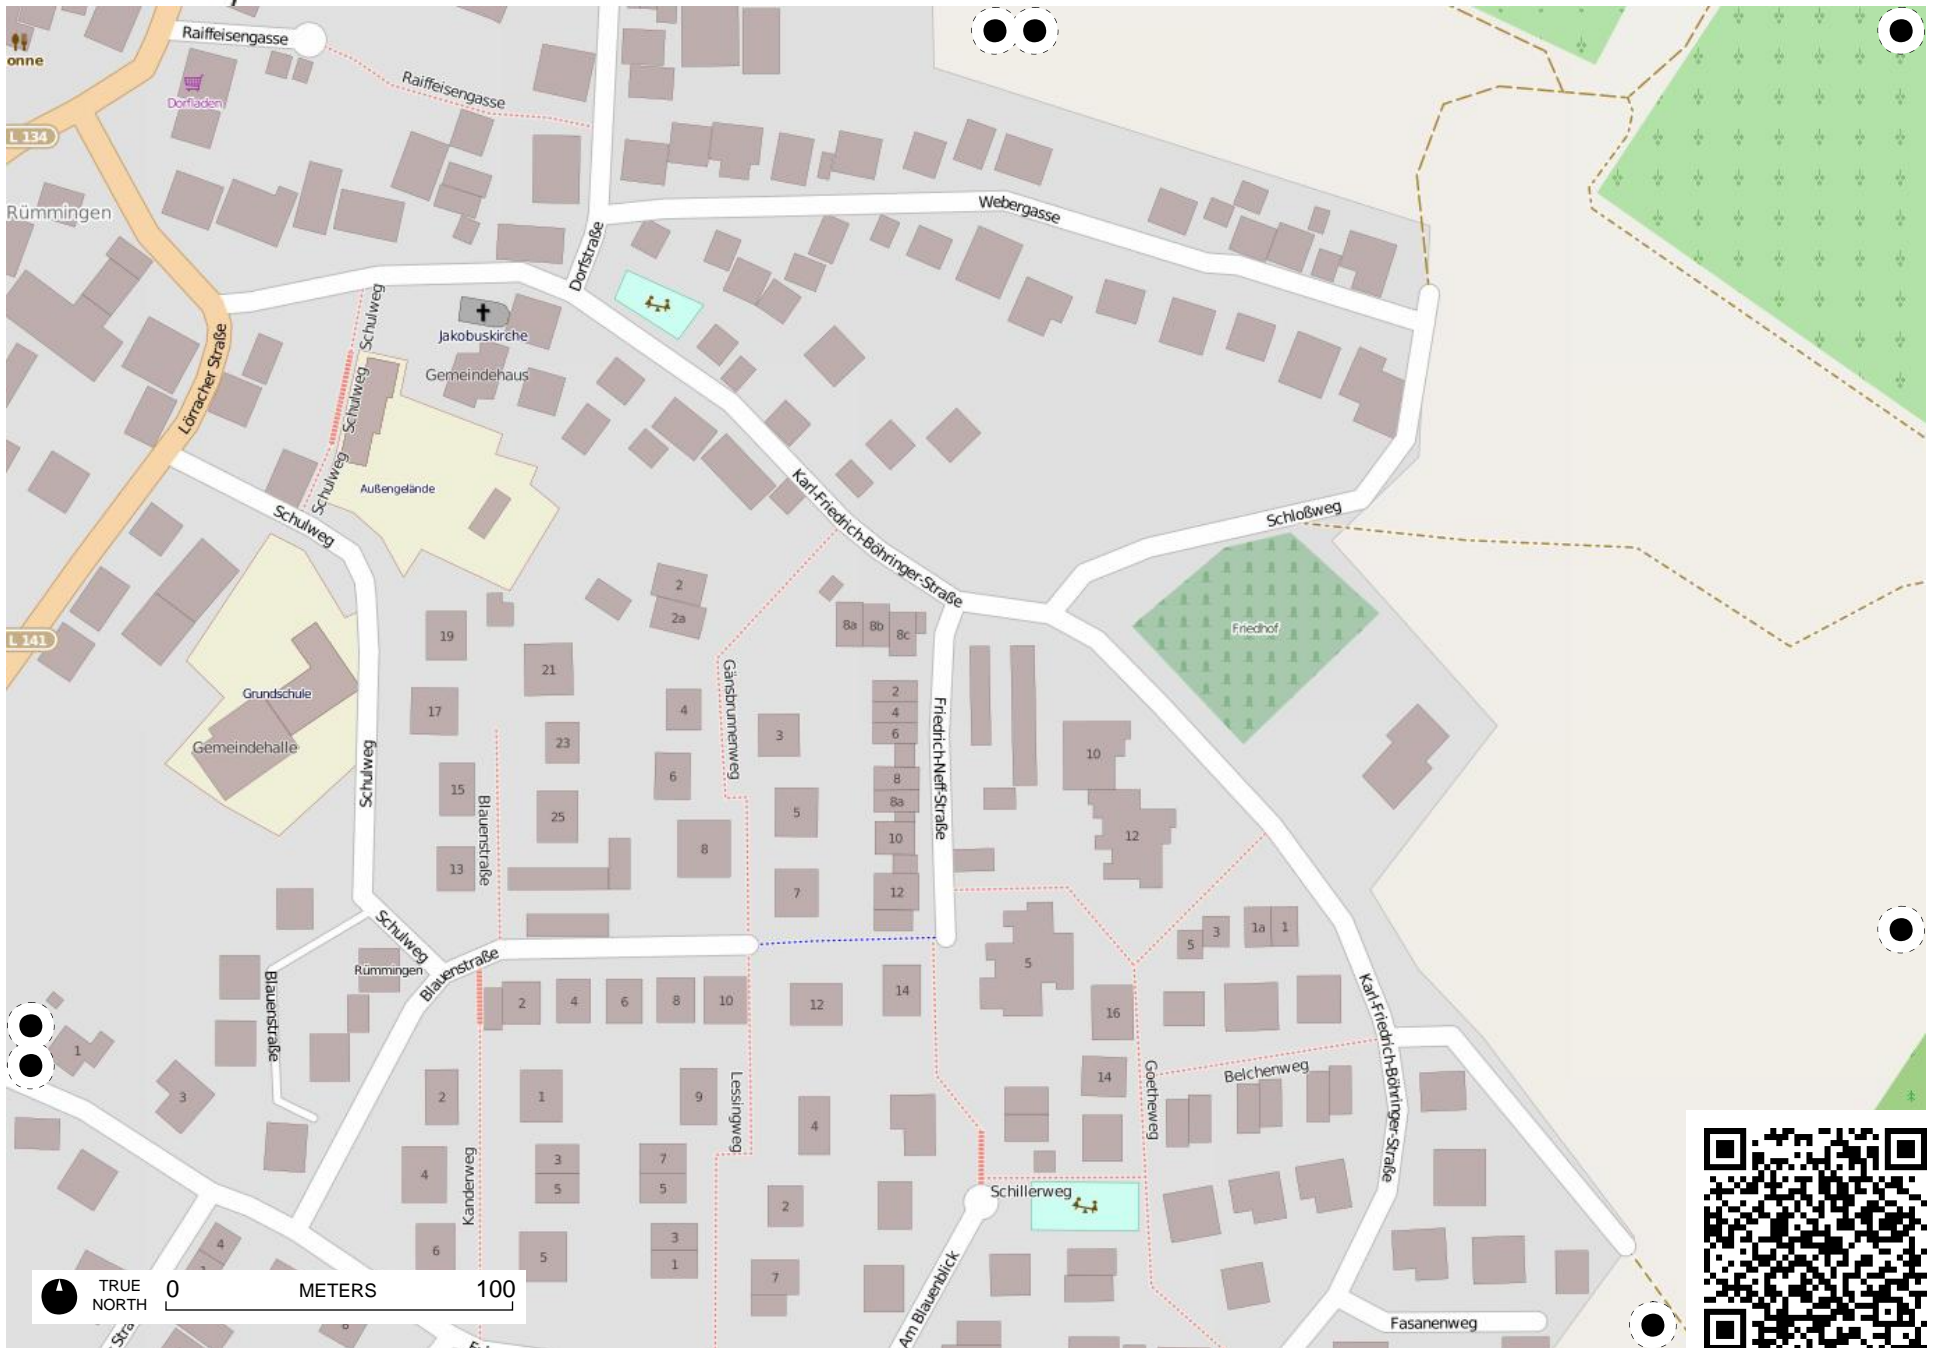 Raiffeisengasse
onne
Raiffeisengasse
Dorfladen
L 134
Rümmingen
Webergasse
Dorfstraße
Schulweg
Jakobuskirche
Lörracher Straße
Gemeindehaus
Schulweg
Schulweg
Karl-Friedrich-Böhringer-Straße
Außengelände
Schulweg
Schloßweg
2
2a
8a
8b
8c
Friedhof
19
L 141
21
Grundschule
2
17
4
4
3
6
23
Gänsbrunnenweg
Friedrich-Neff-Straße
Gemeindehalle
10
Schulweg
6
8
15
8a
Blauenstraße
25
5
12
10
8
13
7
12
Schulweg
1a
1
3
5
Blauenstraße
5
Rümmingen
14
2
4
6
8
10
12
16
Blauenstraße
Karl-Friedrich-Böhringer-Straße
1
Belchenweg
14
Goetheweg
3
2
1
9
Lessingweg
4
3
7
4
5
5
Kanderweg
Schillerweg
2
4
3
6
5
1
7
Am Blauenblick
TRUE
NORTH
0
METERS
100
Fasanenweg